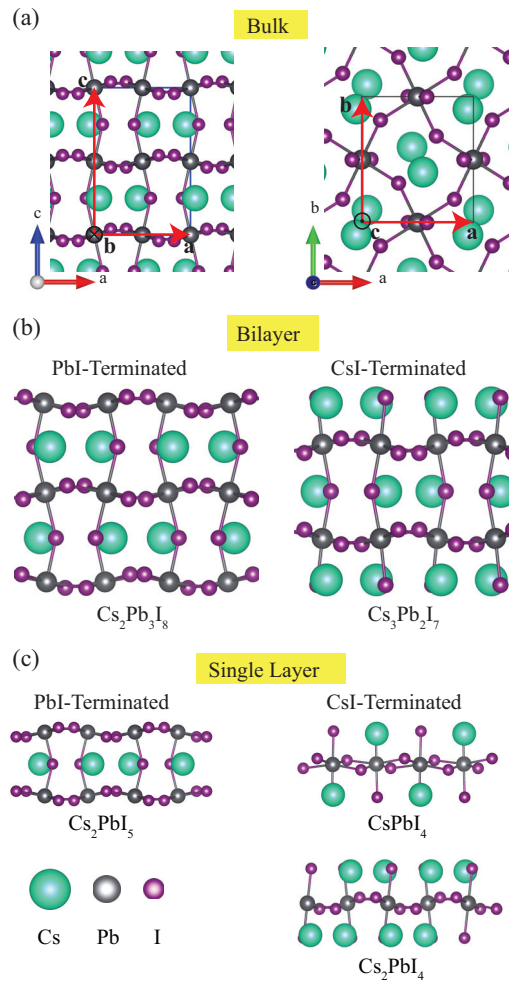 (a)
Bulk
c
b
a
c
a
b
c
a
b
c
a
(b)
Bilayer
PbI-Terminated
CsI-Terminated
Cs₂Pb₃I₈
Cs₃Pb₂I₇
(c)
Single Layer
PbI-Terminated
CsI-Terminated
Cs₂PbI₅
CsPbI₄
Cs
Pb
I
Cs₂PbI₄